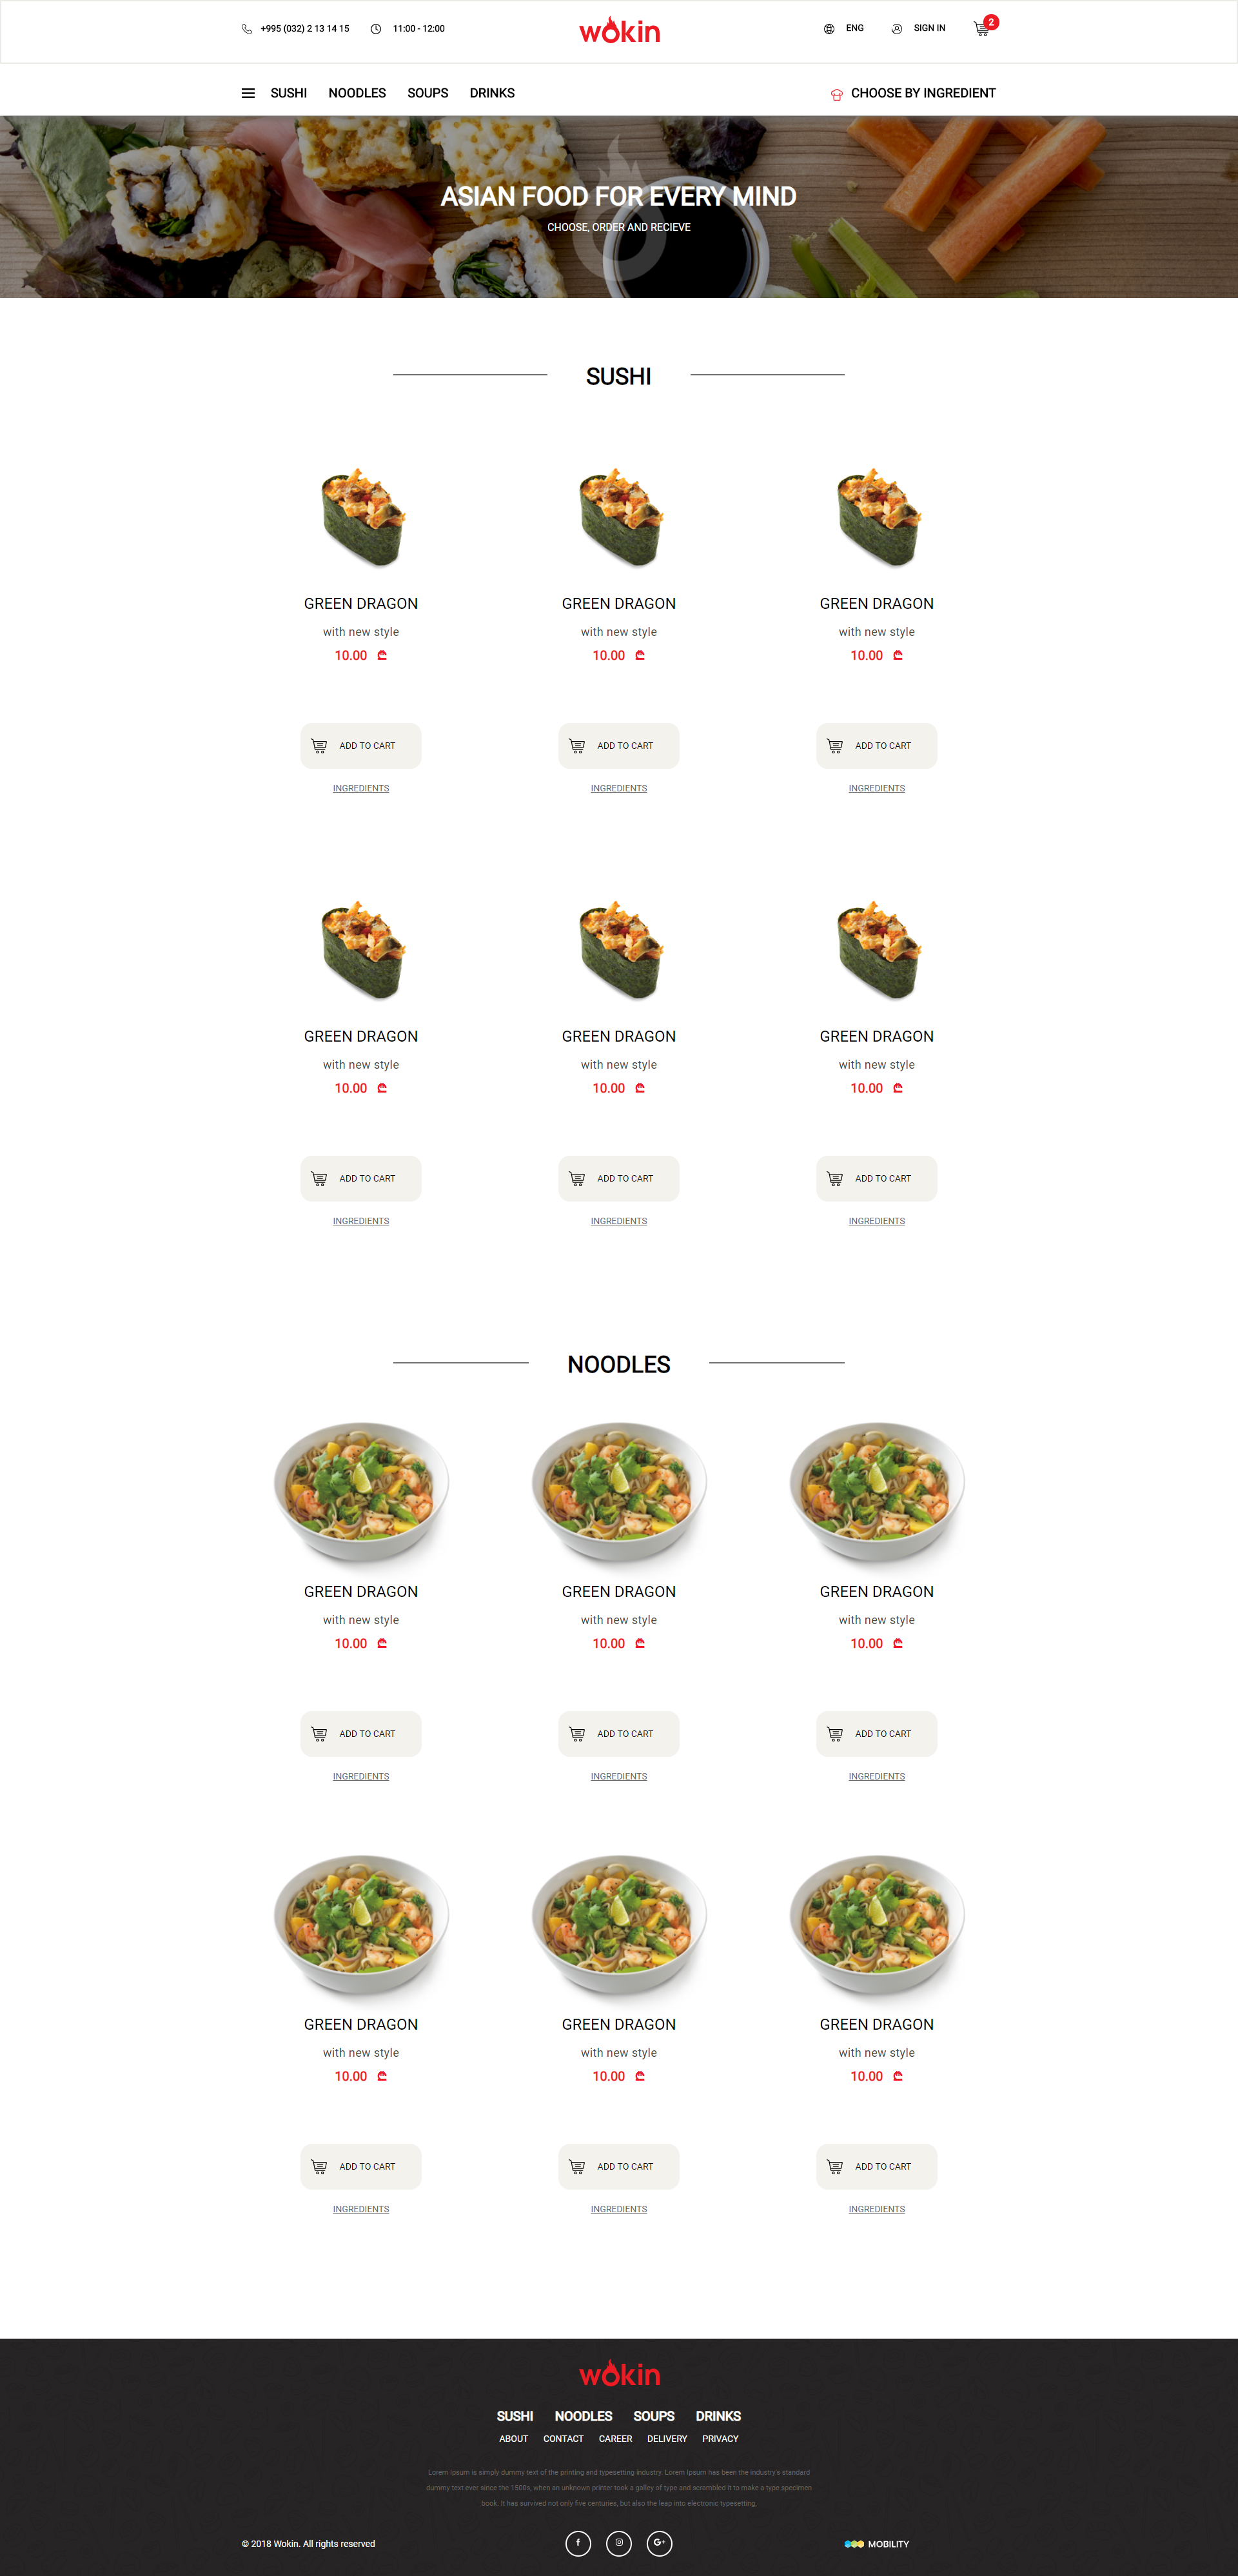 +995 (032) 2 13 14 15 11:00 - 12:00 wokin ENG SIGN IN 2
SUSHI NOODLES SOUPS DRINKS CHOOSE BY INGREDIENT
ASIAN FOOD FOR EVERY MIND
CHOOSE, ORDER AND RECIEVE
SUSHI
GREEN DRAGON GREEN DRAGON GREEN DRAGON
with new style with new style with new style
10.00 ₾ 10.00 ₾ 10.00 ₾
ADD TO CART ADD TO CART ADD TO CART
INGREDIENTS INGREDIENTS INGREDIENTS
GREEN DRAGON GREEN DRAGON GREEN DRAGON
with new style with new style with new style
10.00 ₾ 10.00 ₾ 10.00 ₾
ADD TO CART ADD TO CART ADD TO CART
INGREDIENTS INGREDIENTS INGREDIENTS
NOODLES
GREEN DRAGON GREEN DRAGON GREEN DRAGON
with new style with new style with new style
10.00 ₾ 10.00 ₾ 10.00 ₾
ADD TO CART ADD TO CART ADD TO CART
INGREDIENTS INGREDIENTS INGREDIENTS
GREEN DRAGON GREEN DRAGON GREEN DRAGON
with new style with new style with new style
10.00 ₾ 10.00 ₾ 10.00 ₾
ADD TO CART ADD TO CART ADD TO CART
INGREDIENTS INGREDIENTS INGREDIENTS
wokin
SUSHI NOODLES SOUPS DRINKS
ABOUT CONTACT CAREER DELIVERY PRIVACY
Lorem Ipsum is simply dummy text of the printing and typesetting industry. Lorem Ipsum has been the industry's standard
dummy text ever since the 1500s, when an unknown printer took a galley of type and scrambled it to make a type specimen
book. It has survived not only five centuries, but also the leap into electronic typesetting,
© 2018 Wokin. All rights reserved f G+ MOBILITY